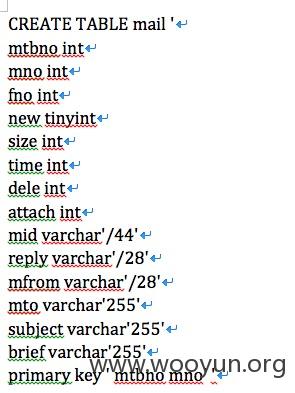 CREATE TABLE mail '
mtbno int
mno int
fno int
new tinyint
size int
time int
dele int
attach int
mid varchar'/44'
reply varchar'/28'
mfrom varchar'/28'
mto varchar'255'
subject varchar'255'
brief varchar'255'
www.wooyun.org
primary key '' mtbno mno''